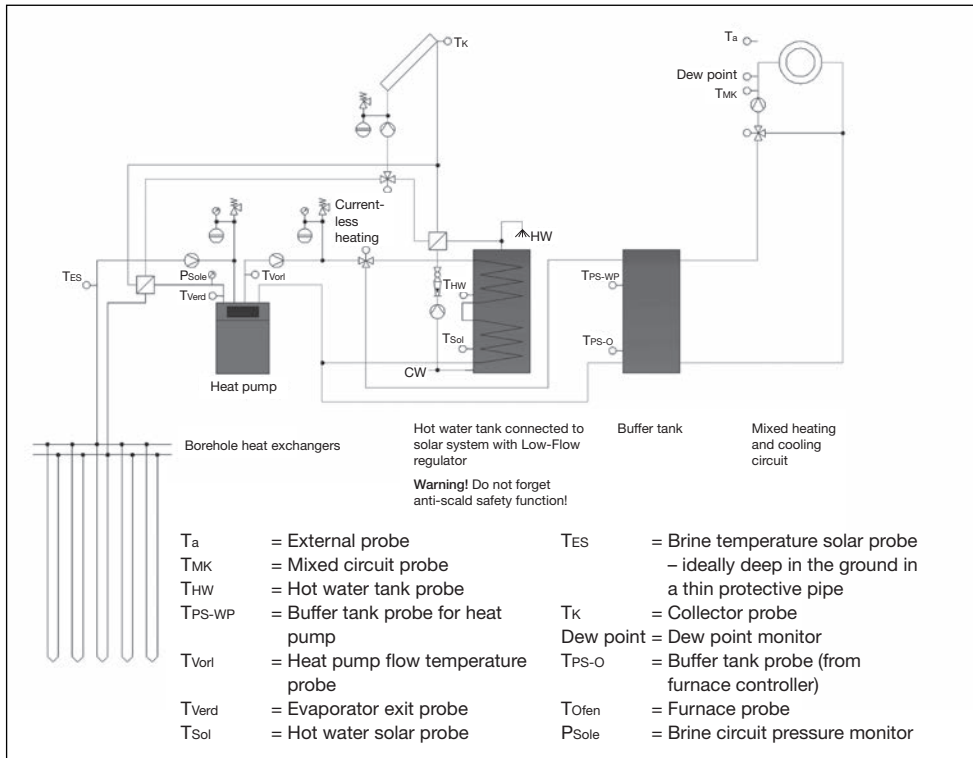 TK
Ta
Dew point
TMK
Current-
less
heating
HW
TES
PSole
TVorl
TVerd
THW
TPS-WP
TSol
TPS-O
CW
Heat pump
Borehole heat exchangers
Hot water tank connected to
solar system with Low-Flow
regulator
Warning! Do not forget
anti-scald safety function!
Buffer tank
Mixed heating
and cooling
circuit
Ta = External probe
TMK = Mixed circuit probe
THW = Hot water tank probe
TPS-WP = Buffer tank probe for heat
pump
TVorl = Heat pump flow temperature
probe
TVerd = Evaporator exit probe
TSol = Hot water solar probe
TES = Brine temperature solar probe
– ideally deep in the ground in
a thin protective pipe
TK = Collector probe
Dew point = Dew point monitor
TPS-O = Buffer tank probe (from
furnace controller)
TOfen = Furnace probe
PSole = Brine circuit pressure monitor